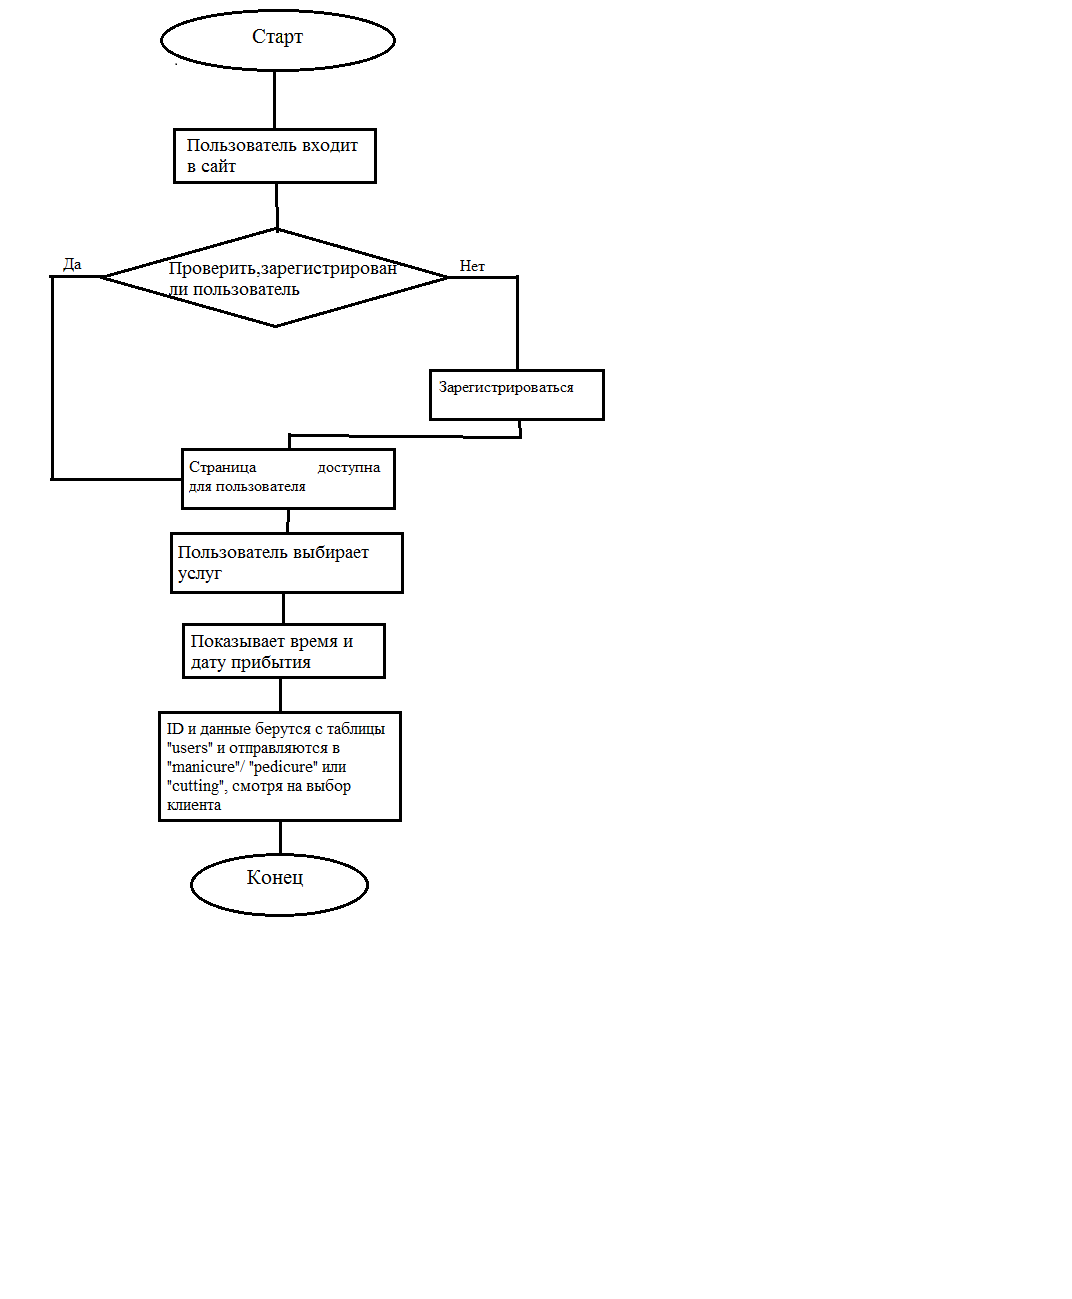 Старт
Пользователь входит
в сайт
Да
Нет
Проверить,зарегистрирован
ли пользователь
Зарегистрироваться
Страница доступна
для пользователя
Пользователь выбирает
услуг
Показывает время и
дату прибытия
ID и данные берутся с таблицы
"users" и отправляются в
"manicure"/ "pedicure" или
"cutting", смотря на выбор
клиента
Конец